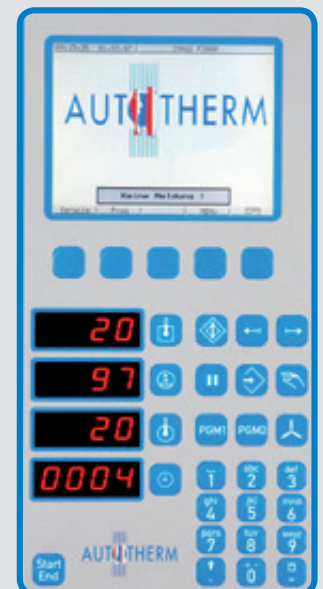 AUTOTHERM
Keine Meldung !
20
97
20
PGM1 PGM2
0004
1 abc 2 def 3
ghi 4 jkl 5 mno 6
pqrs 7 tuv 8 wxyz 9
0
AUTOTHERM
Start
End